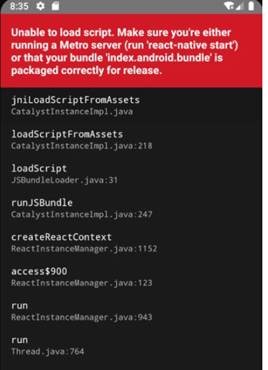 8:35
Unable to load script. Make sure you're either
running a Metro server (run 'react-native start')
or that your bundle 'index.android.bundle' is
packaged correctly for release.
jniLoadScriptFromAssets
CatalystInstanceImpl.java
loadScriptFromAssets
CatalystInstanceImpl.java:218
loadScript
JSBundleLoader.java:31
runJSBundle
CatalystInstanceImpl.java:247
createReactContext
ReactInstanceManager.java:1152
access$900
ReactInstanceManager.java:123
run
ReactInstanceManager.java:943
run
Thread.java:764